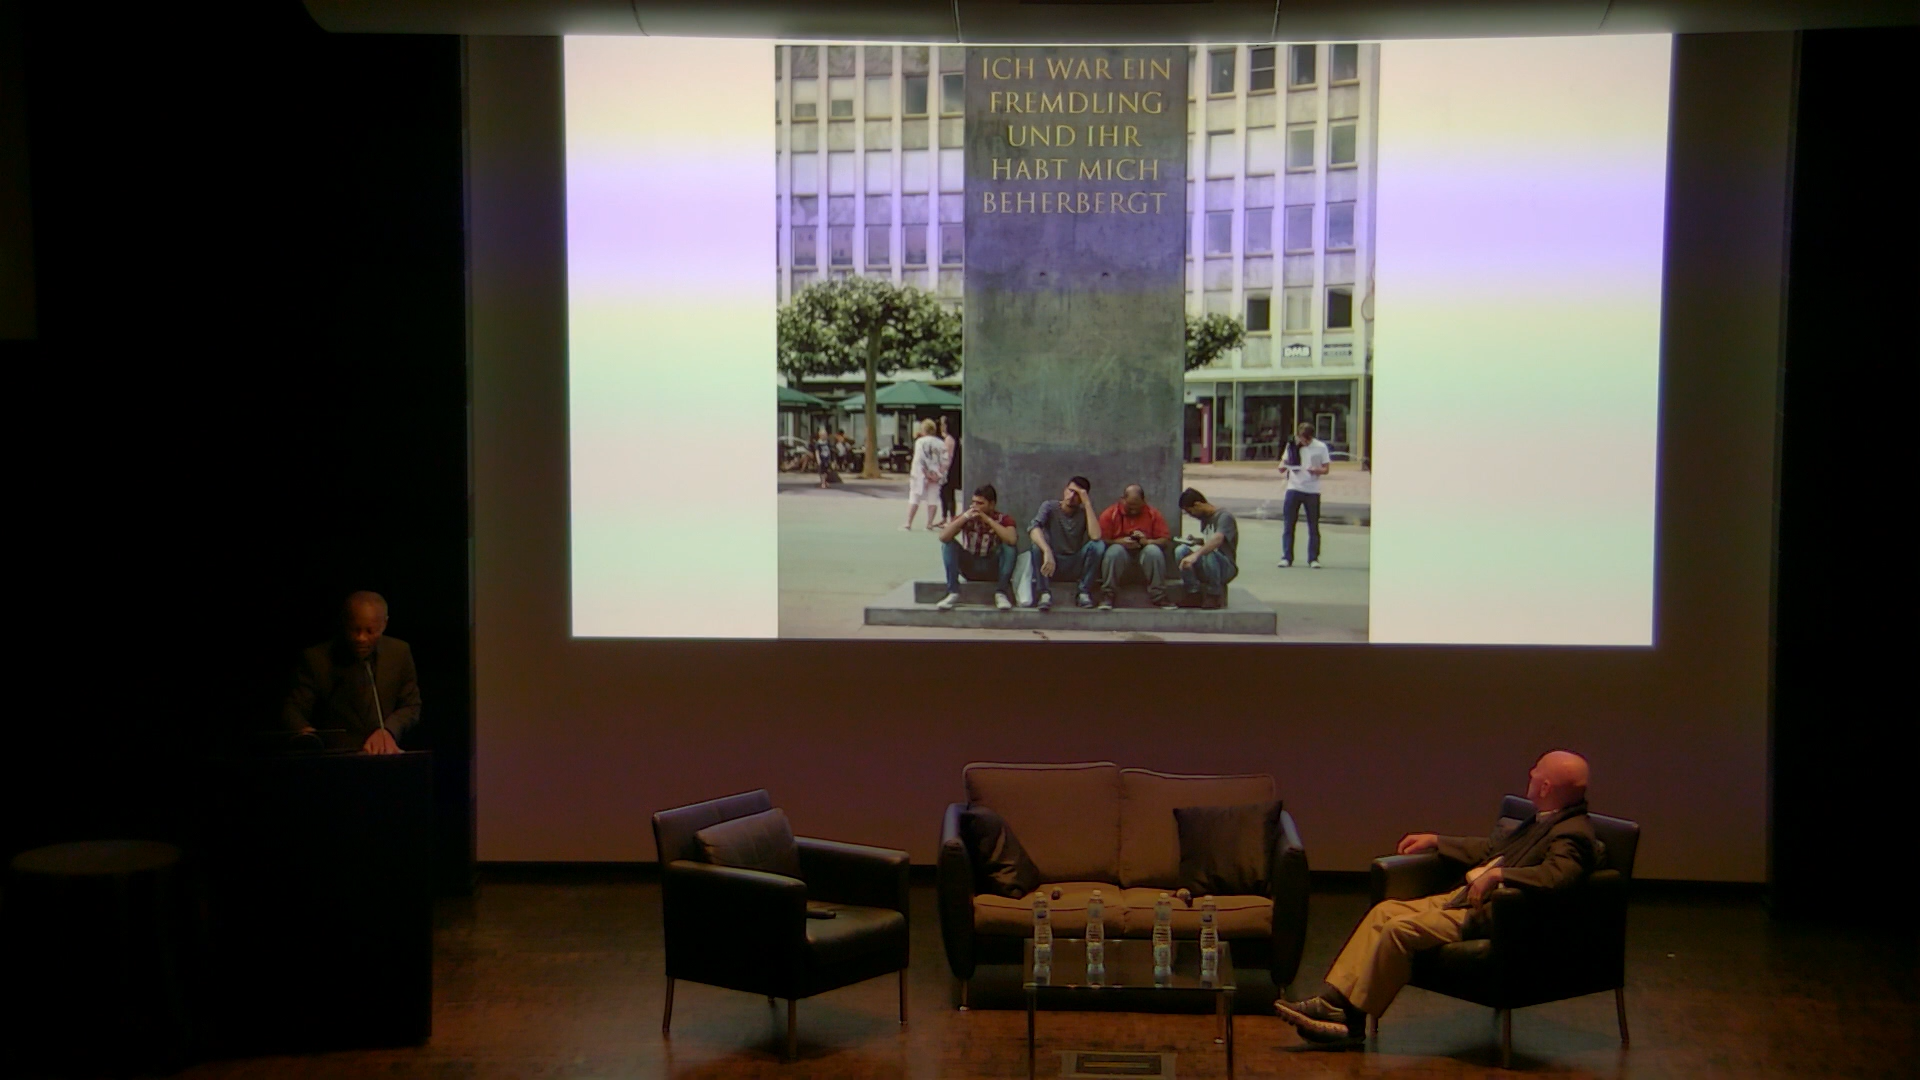 ICH WAR EIN
FREMDLING
UND IHR
HABT MICH
BEHERBERGT